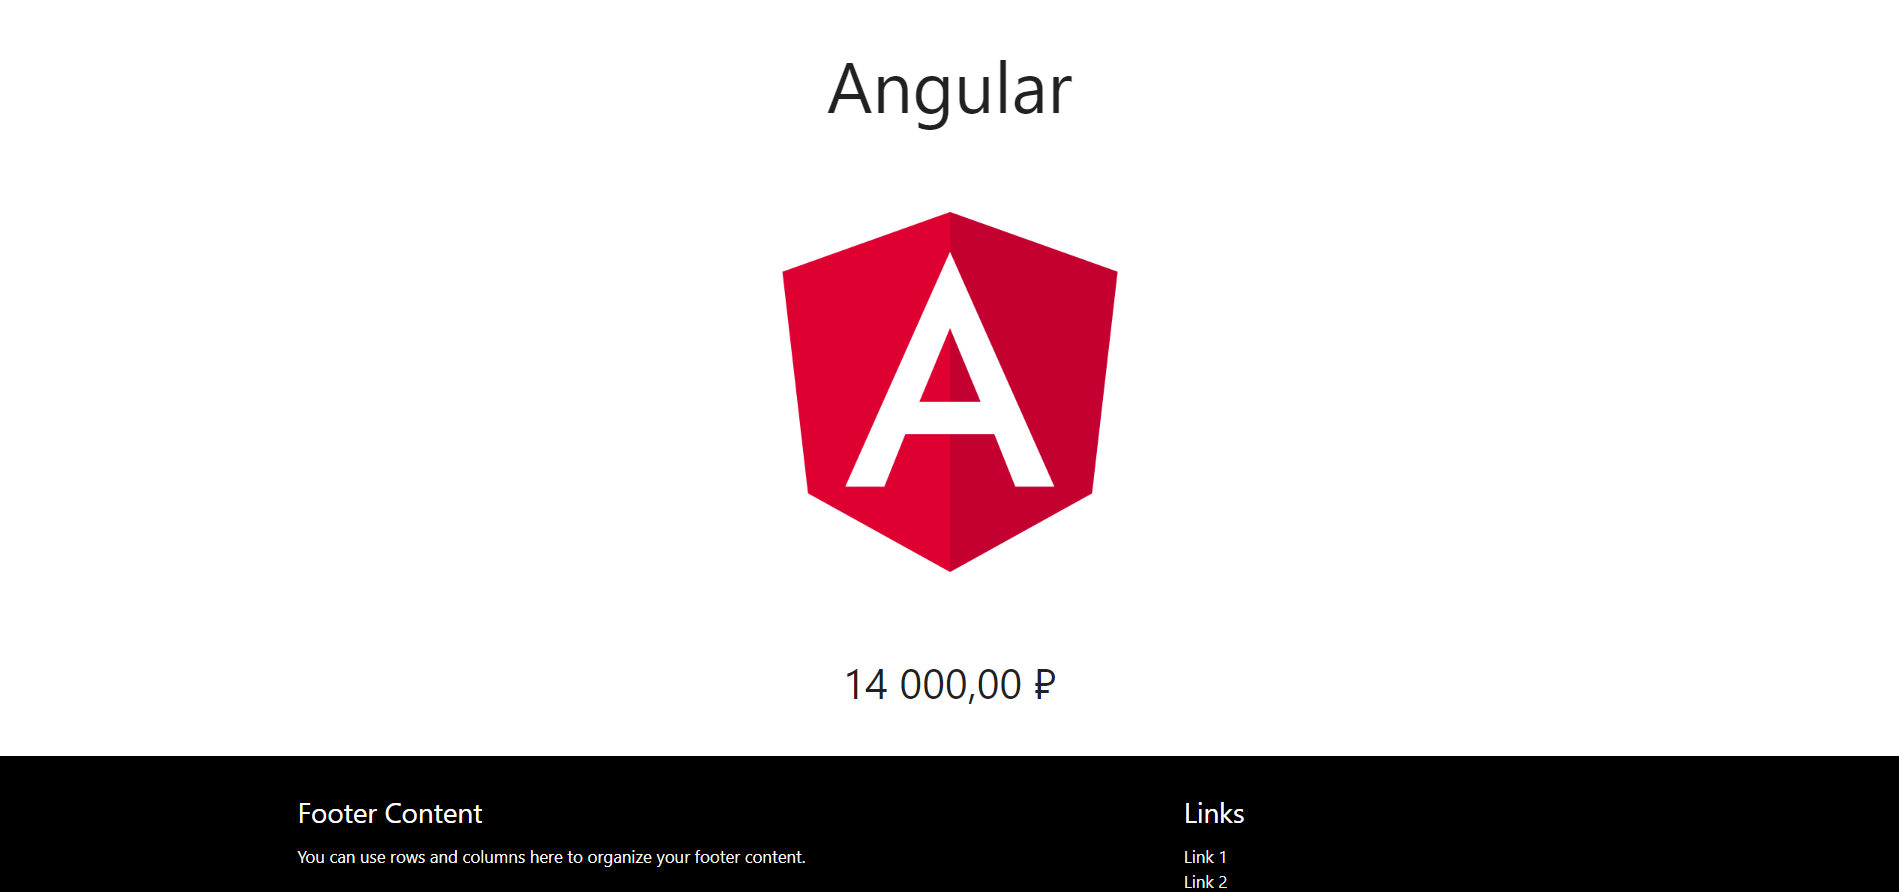 Angular
A
14 000,00 ₽
Footer Content
You can use rows and columns here to organize your footer content.
Links
Link 1
Link 2